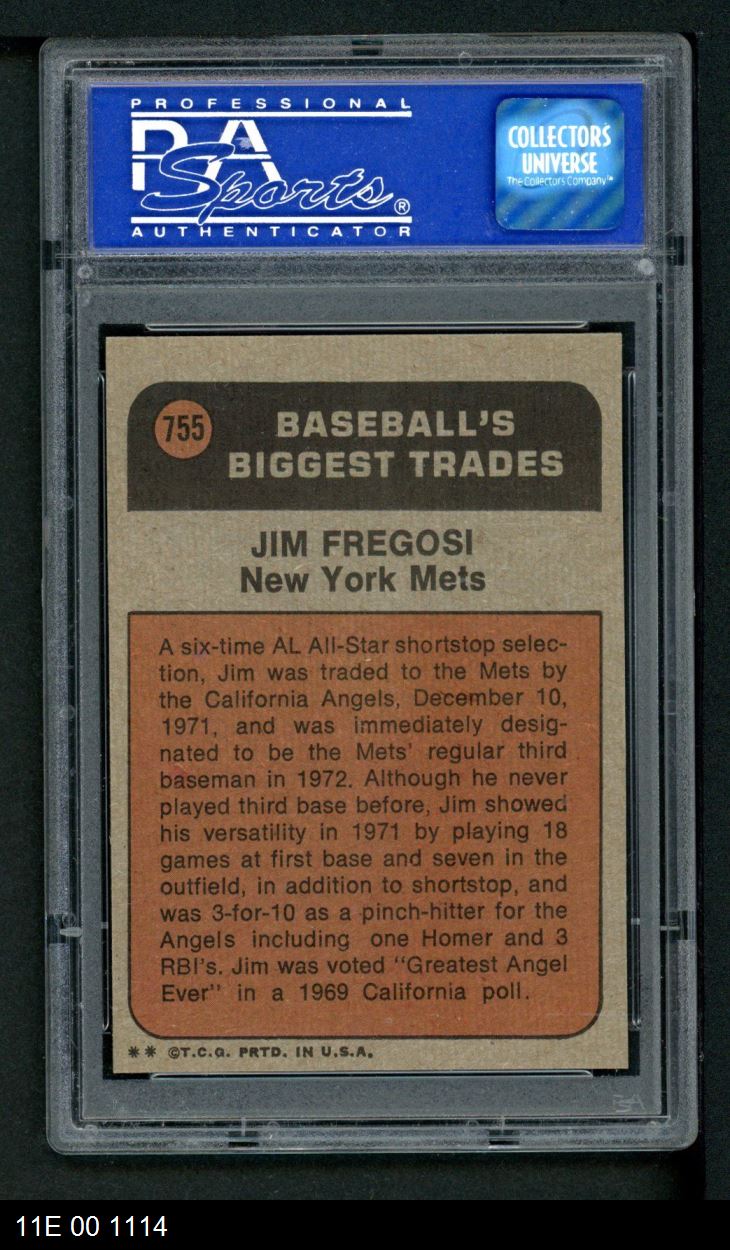 PROFESSIONAL
PSA
Sports®
AUTHENTICATOR
COLLECTORS
UNIVERSE
The Collectors Company™
755
BASEBALL'S
BIGGEST TRADES
JIM FREGOSI
New York Mets
A six-time AL All-Star shortstop selec-
tion, Jim was traded to the Mets by
the California Angels, December 10,
1971, and was immediately desig-
nated to be the Mets' regular third
baseman in 1972. Although he never
played third base before, Jim showed
his versatility in 1971 by playing 18
games at first base and seven in the
outfield, in addition to shortstop, and
was 3-for-10 as a pinch-hitter for the
Angels including one Homer and 3
RBI's. Jim was voted "Greatest Angel
Ever" in a 1969 California poll.
** ©T.C.G. PRTD. IN U.S.A.
PSA
11E 00 1114